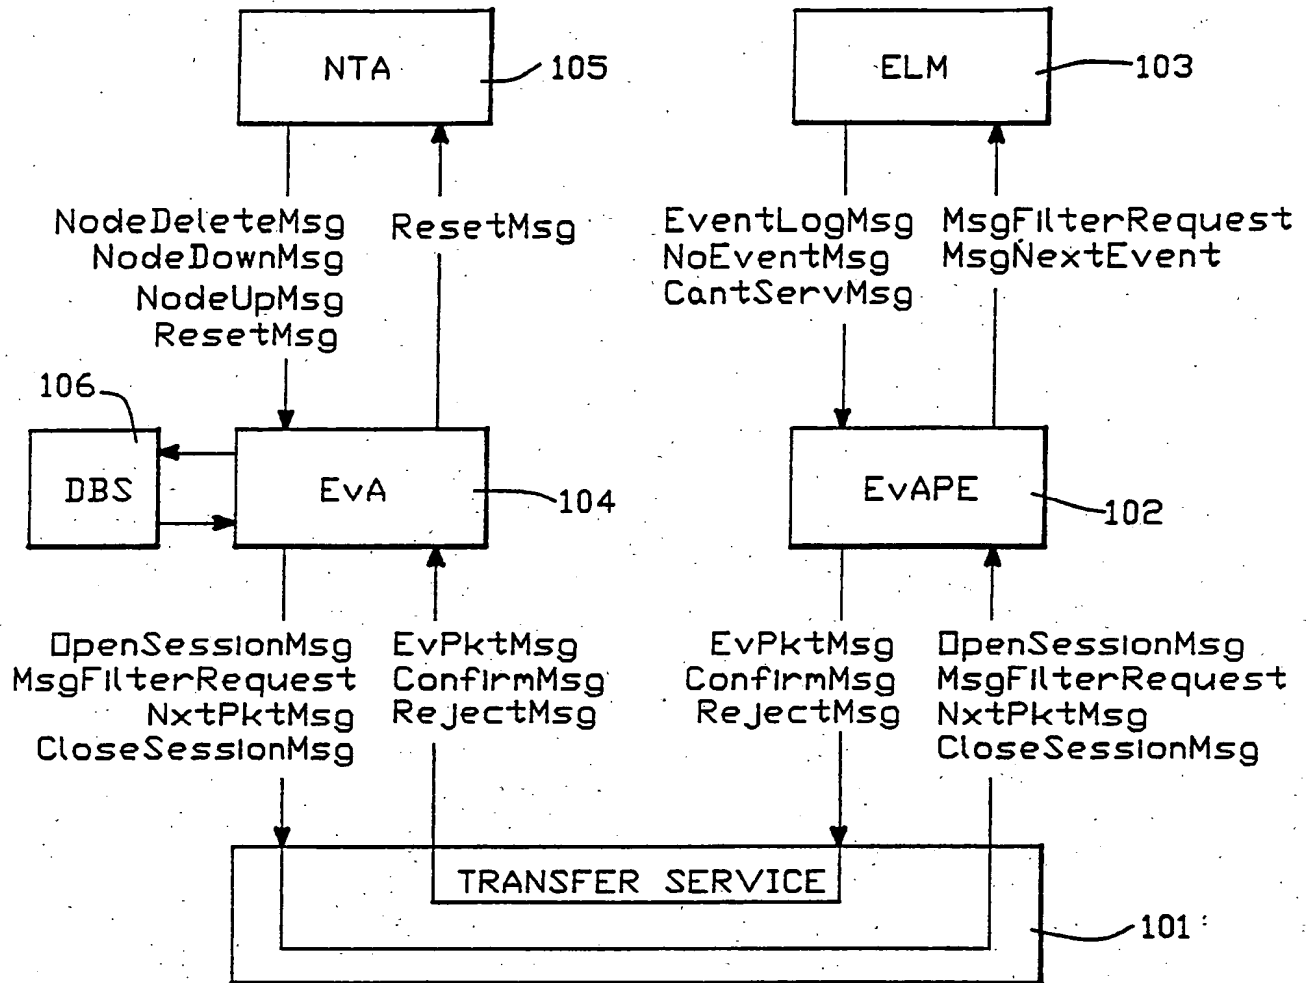 NTA
105
ELM
103
NodeDeleteMsg
NodeDownMsg
NodeUpMsg
ResetMsg
ResetMsg
EventLogMsg
NoEventMsg
CantServMsg
MsgFilterRequest
MsgNextEvent
106
DBS
EvA
104
EvAPE
102
OpenSessionMsg
MsgFilterRequest
NxtPktMsg
CloseSessionMsg
EvPktMsg
ConfirmMsg
RejectMsg
EvPktMsg
ConfirmMsg
RejectMsg
OpenSessionMsg
MsgFilterRequest
NxtPktMsg
CloseSessionMsg
TRANSFER SERVICE
101